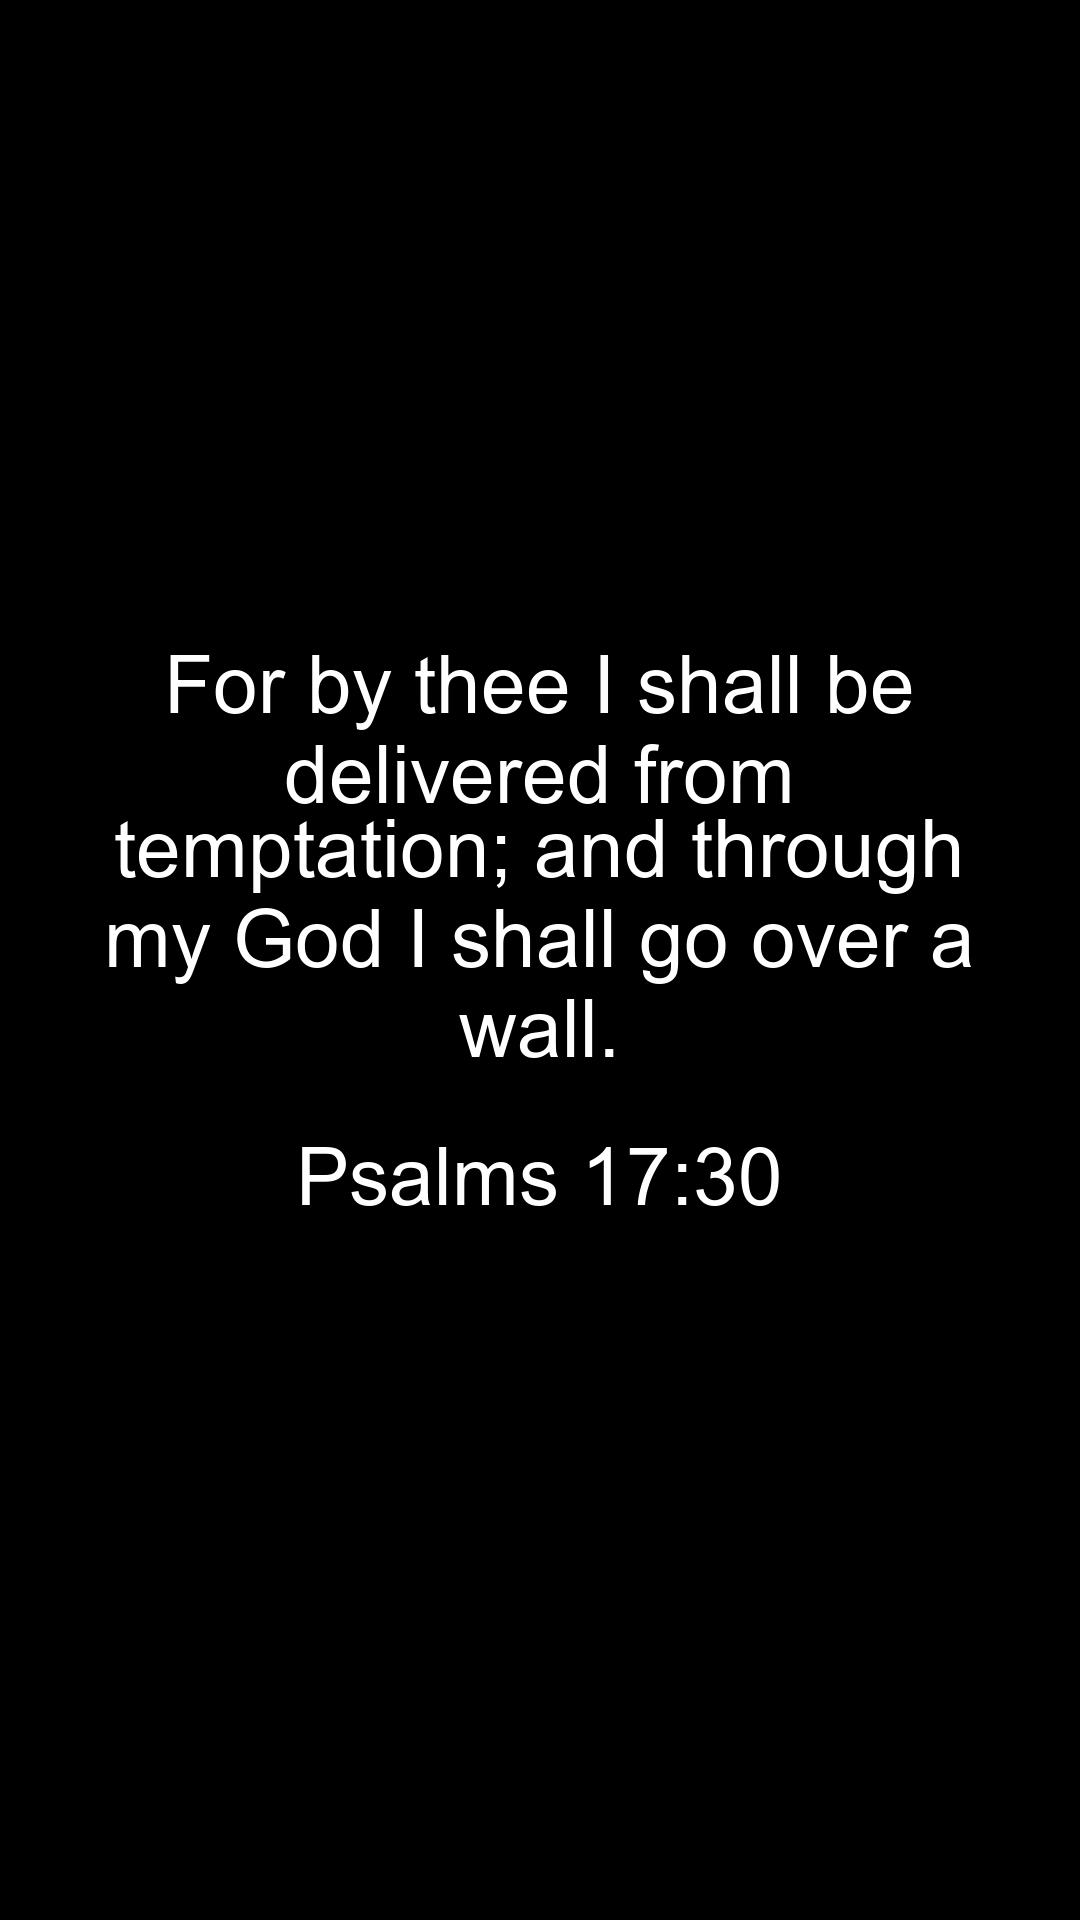 For by thee I shall be
delivered from
temptation; and through
my God I shall go over a
wall.
Psalms 17:30